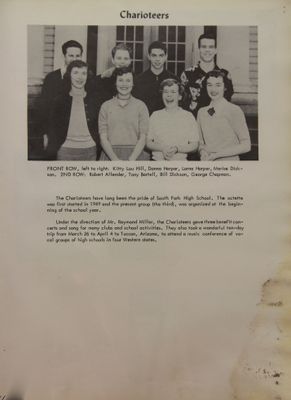 Charioteers
FRONT ROW, left to right: Kitty Lou Hill, Donna Harper, Lorna Harper, Marise Dick-
son. 2ND ROW: Robert Allender, Tony Bartell, Bill Dickson, George Chapman.
The Charioteers have long been the pride of South Park High School. The octette
was first started in 1949 and the present group (the third), was organized at the begin-
ning of the school year.
Under the direction of Mr. Raymond Miller, the Charioteers gave three benefit con-
certs and sang for many clubs and school activities. They also took a wonderful ten-day
trip from March 26 to April 4 to Tucson, Arizona, to attend a music conference of vo-
cal groups of high schools in four Western states.